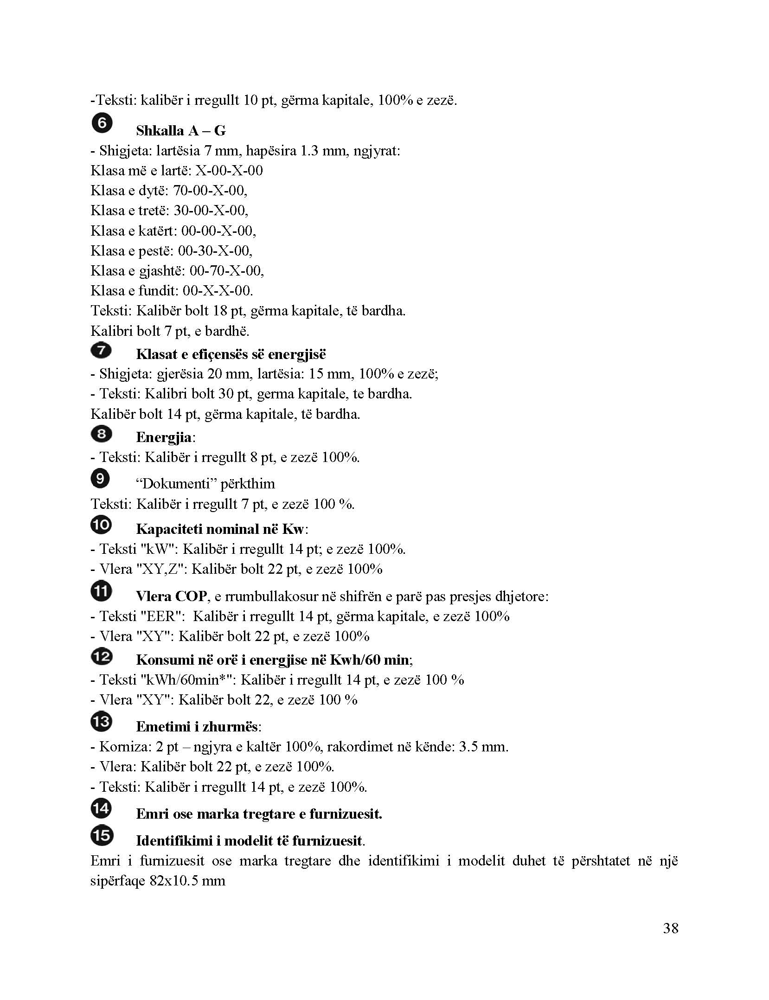 -Teksti: kalibër i rregullt 10 pt, gërma kapitale, 100% e zezë.
6 Shkalla A – G
- Shigjeta: lartësia 7 mm, hapësira 1.3 mm, ngjyrat:
Klasa më e lartë: X-00-X-00
Klasa e dytë: 70-00-X-00,
Klasa e tretë: 30-00-X-00,
Klasa e katërt: 00-00-X-00,
Klasa e pestë: 00-30-X-00,
Klasa e gjashtë: 00-70-X-00,
Klasa e fundit: 00-X-X-00.
Teksti: Kalibër bolt 18 pt, gërma kapitale, të bardha.
Kalibri bolt 7 pt, e bardhë.
7 Klasat e efiçensës së energjisë
- Shigjeta: gjerësia 20 mm, lartësia: 15 mm, 100% e zezë;
- Teksti: Kalibri bolt 30 pt, germa kapitale, te bardha.
Kalibër bolt 14 pt, gërma kapitale, të bardha.
8 Energjia:
- Teksti: Kalibër i rregullt 8 pt, e zezë 100%.
9 “Dokumenti” përkthim
Teksti: Kalibër i rregullt 7 pt, e zezë 100 %.
10 Kapaciteti nominal në Kw:
- Teksti "kW": Kalibër i rregullt 14 pt; e zezë 100%.
- Vlera "XY,Z": Kalibër bolt 22 pt, e zezë 100%
11 Vlera COP, e rrumbullakosur në shifrën e parë pas presjes dhjetore:
- Teksti "EER": Kalibër i rregullt 14 pt, gërma kapitale, e zezë 100%
- Vlera "XY": Kalibër bolt 22 pt, e zezë 100%
12 Konsumi në orë i energjise në Kwh/60 min;
- Teksti "kWh/60min*": Kalibër i rregullt 14 pt, e zezë 100 %
- Vlera "XY": Kalibër bolt 22, e zezë 100 %
13 Emetimi i zhurmës:
- Korniza: 2 pt – ngjyra e kaltër 100%, rakordimet në kënde: 3.5 mm.
- Vlera: Kalibër bolt 22 pt, e zezë 100%.
- Teksti: Kalibër i rregullt 14 pt, e zezë 100%.
14 Emri ose marka tregtare e furnizuesit.
15 Identifikimi i modelit të furnizuesit.
Emri i furnizuesit ose marka tregtare dhe identifikimi i modelit duhet të përshtatet në një
sipërfaqe 82x10.5 mm
38